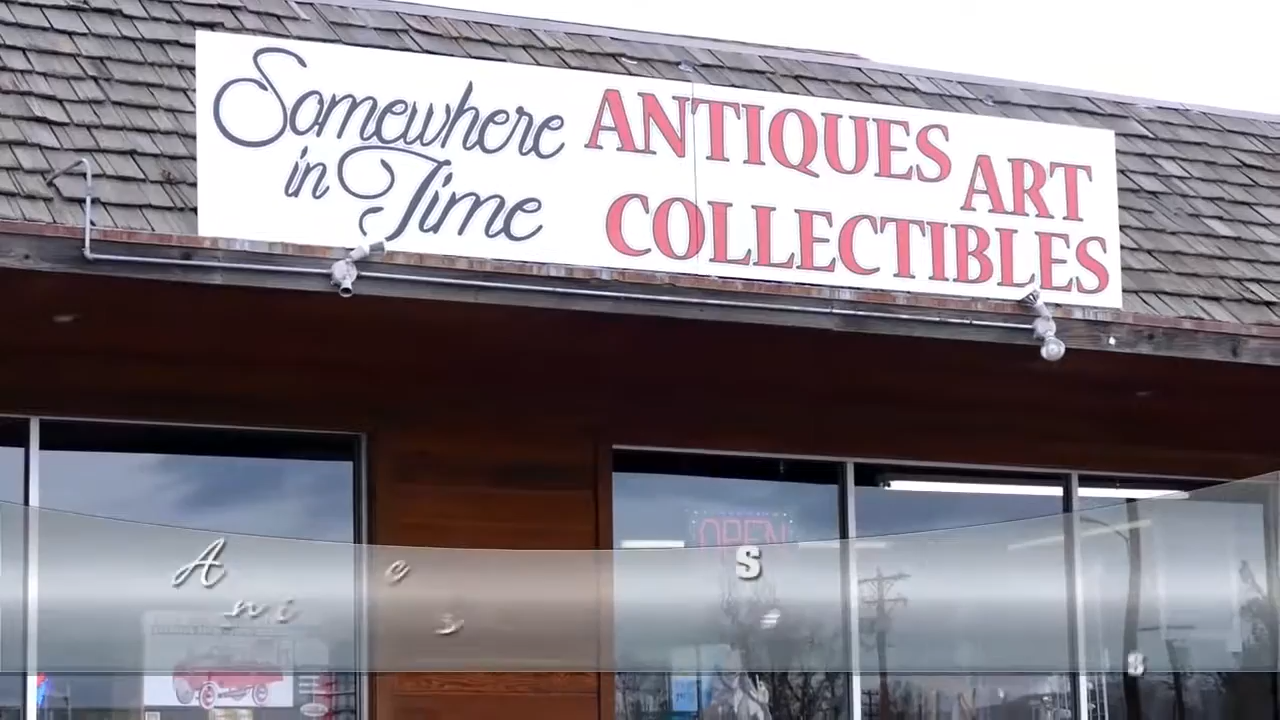 Somewhere
in Time
ANTIQUES ART
COLLECTIBLES
OPEN